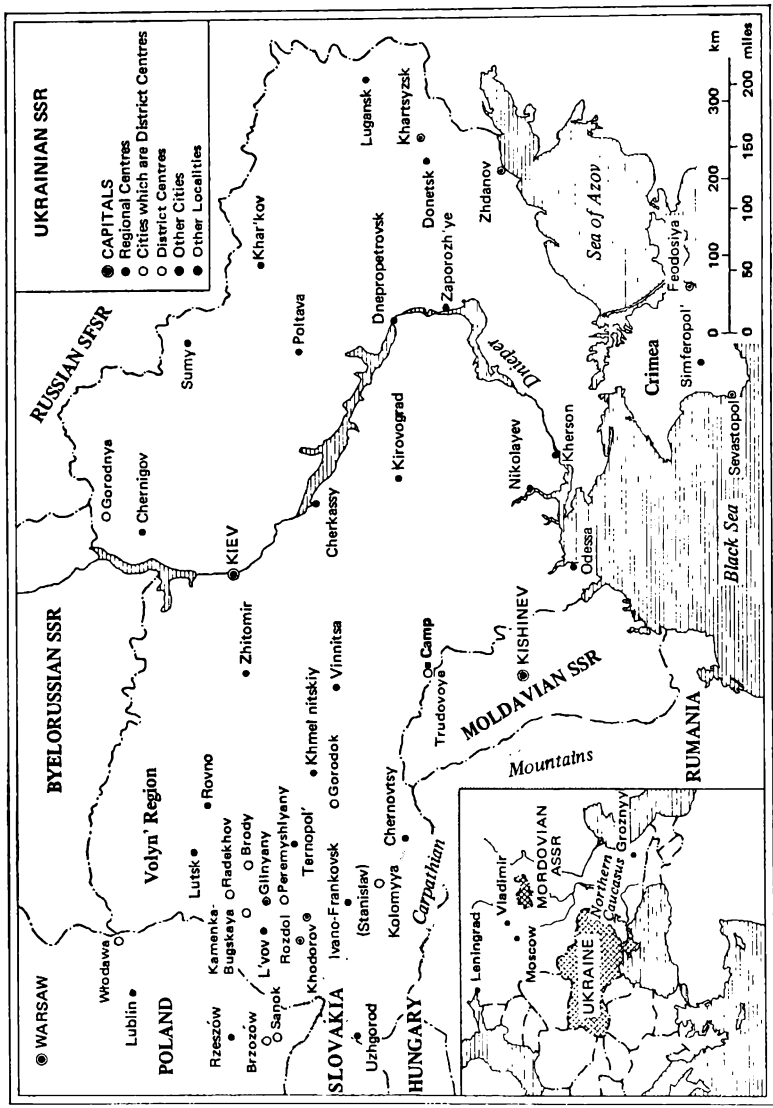 UKRAINIAN SSR
CAPITALS
Regional Centres
Cities which are District Centres
District Centres
Other Cities
Other Localities
RUSSIAN SFSR
BYELORUSSIAN SSR
WARSAW
Włodawa
Lublin
POLAND
Volyn' Region
Gorodnya
Chernigov
Sumy
Khar'kov
KIEV
Zhitomir
Rovno
Lutsk
Radekhov
Kamenka-
Bugskaya
Brody
Rzeszów
Brzozów
Sanok
L'vov
Glinyany
Peremyshlyany
Rozdol
Khodorov
Ternopol'
Khmel'nitskiy
Vinnitsa
Gorodok
Poltava
Cherkassy
Lugansk
SLOVAKIA
Ivano-Frankovsk
(Stanislav)
Uzhgorod
Kolomyya
Chernovtsy
HUNGARY
Carpathian
Mountains
Kirovograd
Dnepropetrovsk
Zaporozh'ye
Donetsk
Khartsyzsk
Zhdanov
Camp
Trudovoye
Dnieper
Nikolayev
Kherson
KISHINEV
MOLDAVIAN SSR
Odessa
Sea of Azov
Crimea
Feodosiya
Simferopol'
Sevastopol'
Black Sea
RUMANIA
0 100 200 300 km
0 50 100 150 200 miles
Leningrad
Vladimir
Moscow
MORDOVIAN
ASSR
UKRAINE
Northern
Caucasus
Groznyy